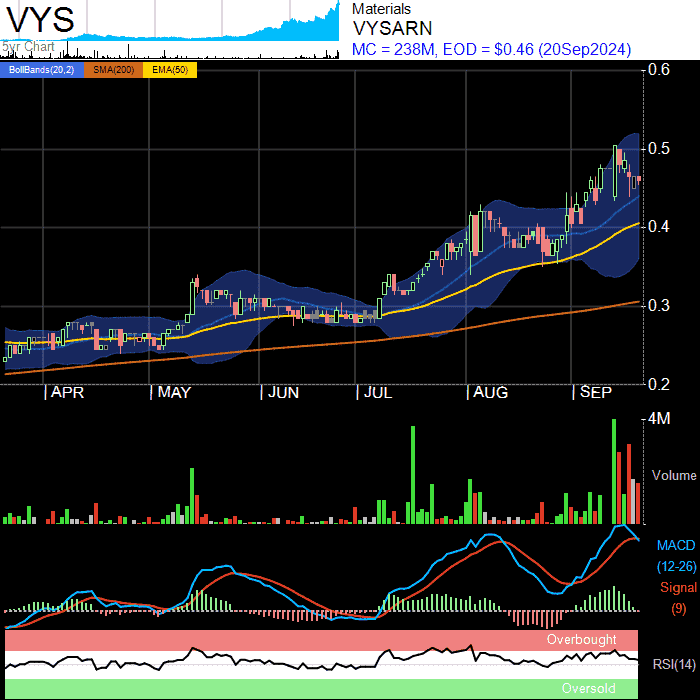 VYS
5yr Chart
Materials
VYSARN
MC = 238M, EOD = $0.46 (20Sep2024)
BollBands(20,2) SMA(200) EMA(50)
0.6
0.5
0.4
0.3
0.2
APR MAY JUN JUL AUG SEP
4M
Volume
MACD
(12-26)
Signal
(9)
Overbought
RSI(14)
Oversold